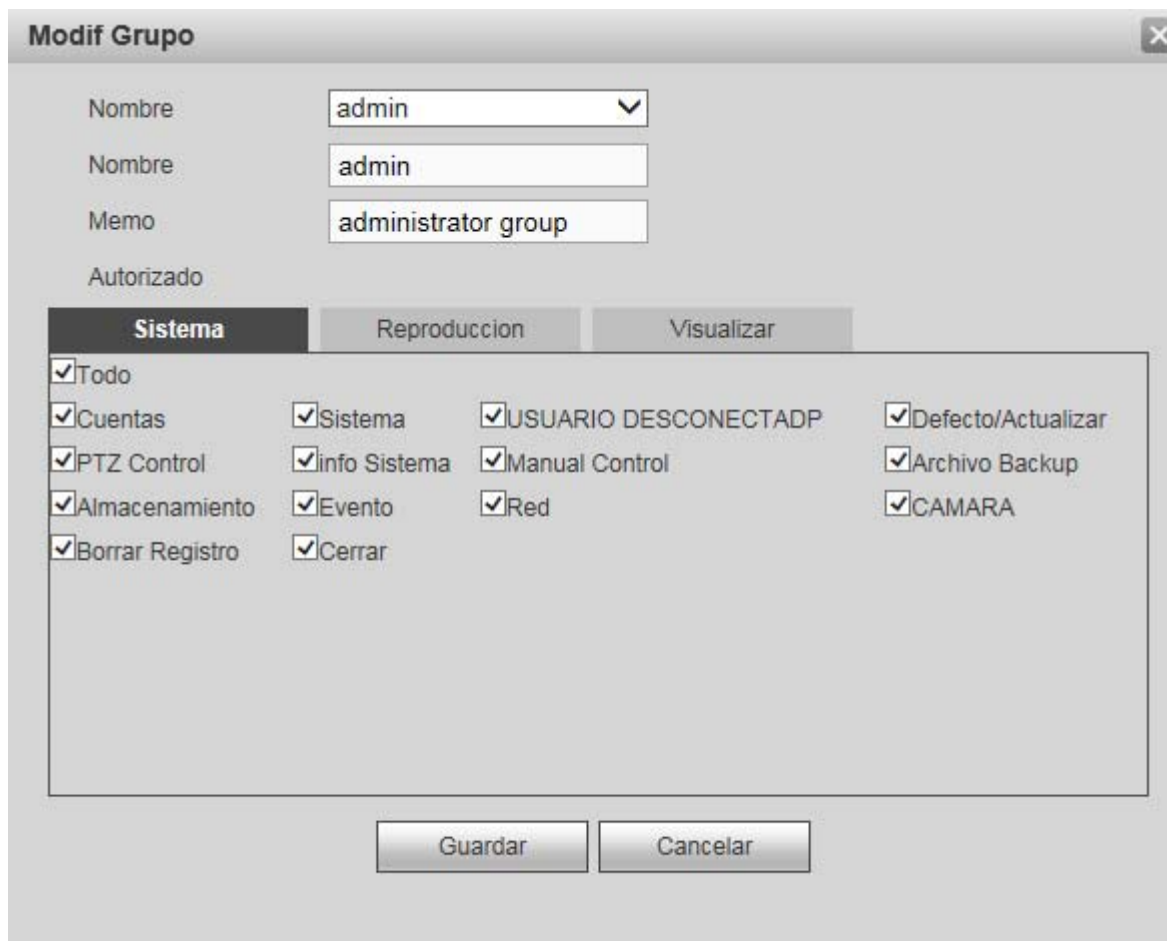 Modif Grupo
Nombre admin
Nombre admin
Memo administrator group
Autorizado
Sistema Reproduccion Visualizar
Todo
Cuentas Sistema USUARIO DESCONECTADP Defecto/Actualizar
PTZ Control info Sistema Manual Control Archivo Backup
Almacenamiento Evento Red CAMARA
Borrar Registro Cerrar
Guardar Cancelar